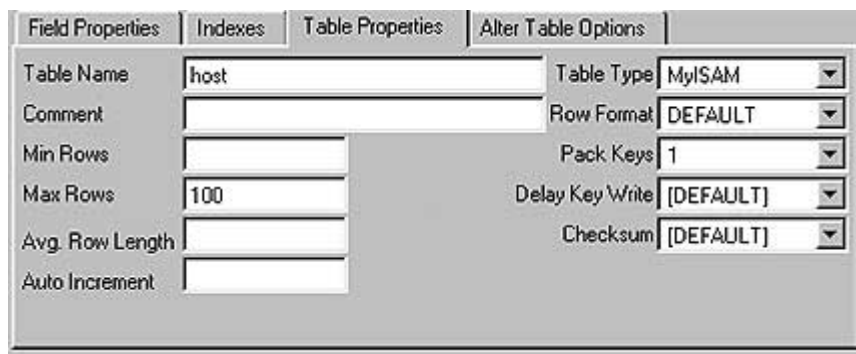 Field Properties Indexes Table Properties Alter Table Options
Table Name host Table Type MyISAM
Comment Row Format DEFAULT
Min Rows Pack Keys 1
Max Rows 100 Delay Key Write [DEFAULT]
Avg. Row Length Checksum [DEFAULT]
Auto Increment